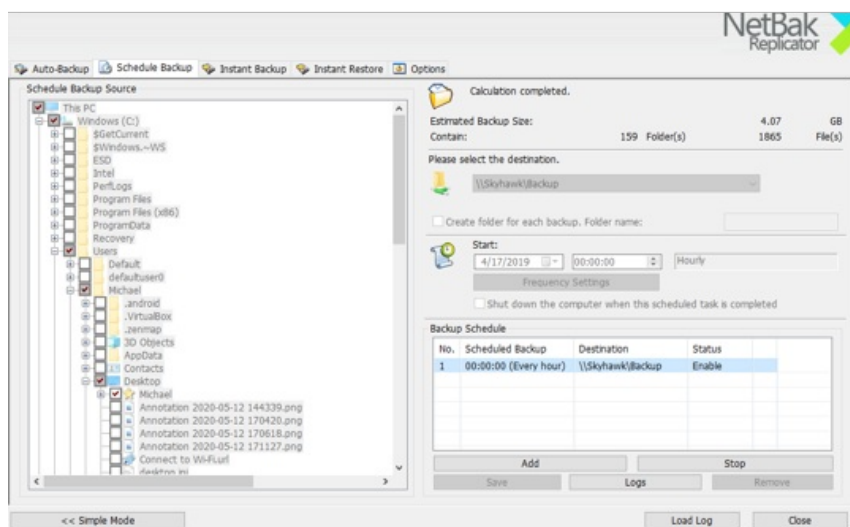 NetBak
Replicator
Auto-Backup Schedule Backup Instant Backup Instant Restore Options
Schedule Backup Source
This PC
Windows (C:)
$GetCurrent
$Windows.~WS
ESD
Intel
PerfLogs
Program Files
Program Files (x86)
ProgramData
Recovery
Users
Default
defaultuser0
Michael
.android
.VirtualBox
.zenmap
3D Objects
AppData
Contacts
Desktop
Michael
Annotation 2020-05-12 144339.png
Annotation 2020-05-12 170420.png
Annotation 2020-05-12 170618.png
Annotation 2020-05-12 171127.png
Connect to Wi-Fi.url
desktop.ini
<< Simple Mode
Calculation completed.
Estimated Backup Size: 4.07 GB
Contain: 159 Folder(s) 1865 File(s)
Please select the destination.
\\Skyhawk\Backup
Create folder for each backup. Folder name:
Start:
4/17/2019 00:00:00 Hourly
Frequency Settings
Shut down the computer when this scheduled task is completed
Backup Schedule
No. Scheduled Backup Destination Status
1 00:00:00 (Every hour) \\Skyhawk\Backup Enable
Add Stop
Save Logs Remove
Load Log Close